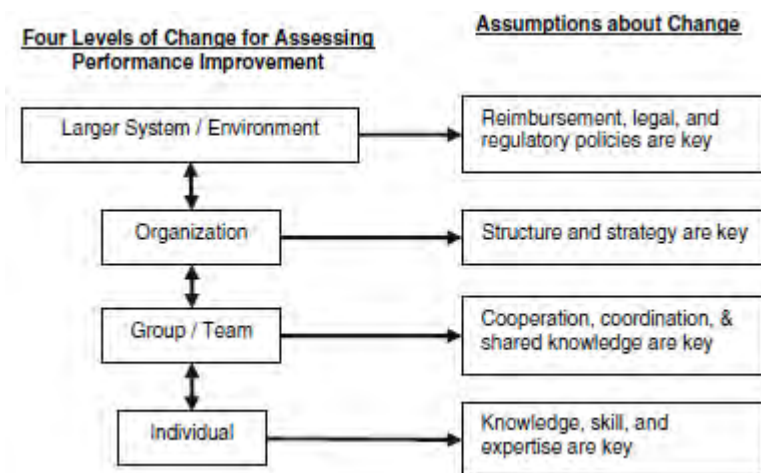 Four Levels of Change for Assessing
Performance Improvement
Assumptions about Change
Larger System / Environment
Reimbursement, legal, and
regulatory policies are key
Organization
Structure and strategy are key
Group / Team
Cooperation, coordination, &
shared knowledge are key
Individual
Knowledge, skill, and
expertise are key